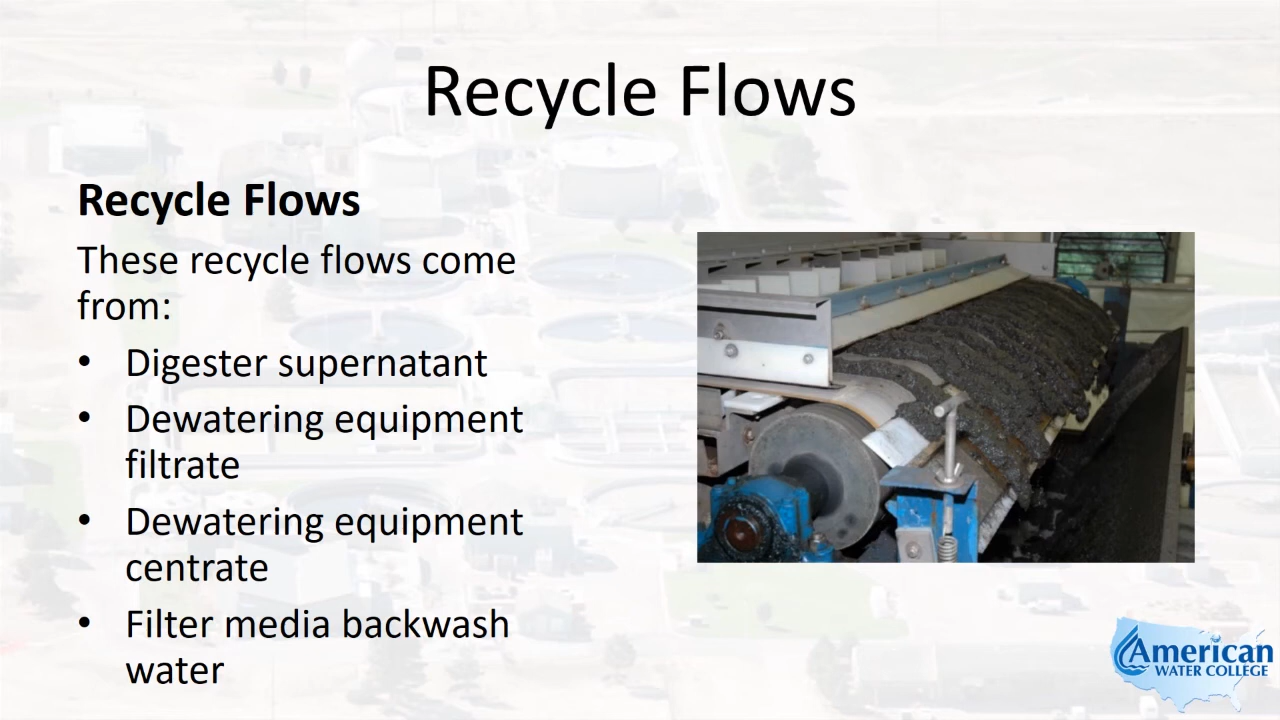 Recycle Flows
Recycle Flows
These recycle flows come
from:
• Digester supernatant
• Dewatering equipment
filtrate
• Dewatering equipment
centrate
• Filter media backwash
water
American
WATER COLLEGE